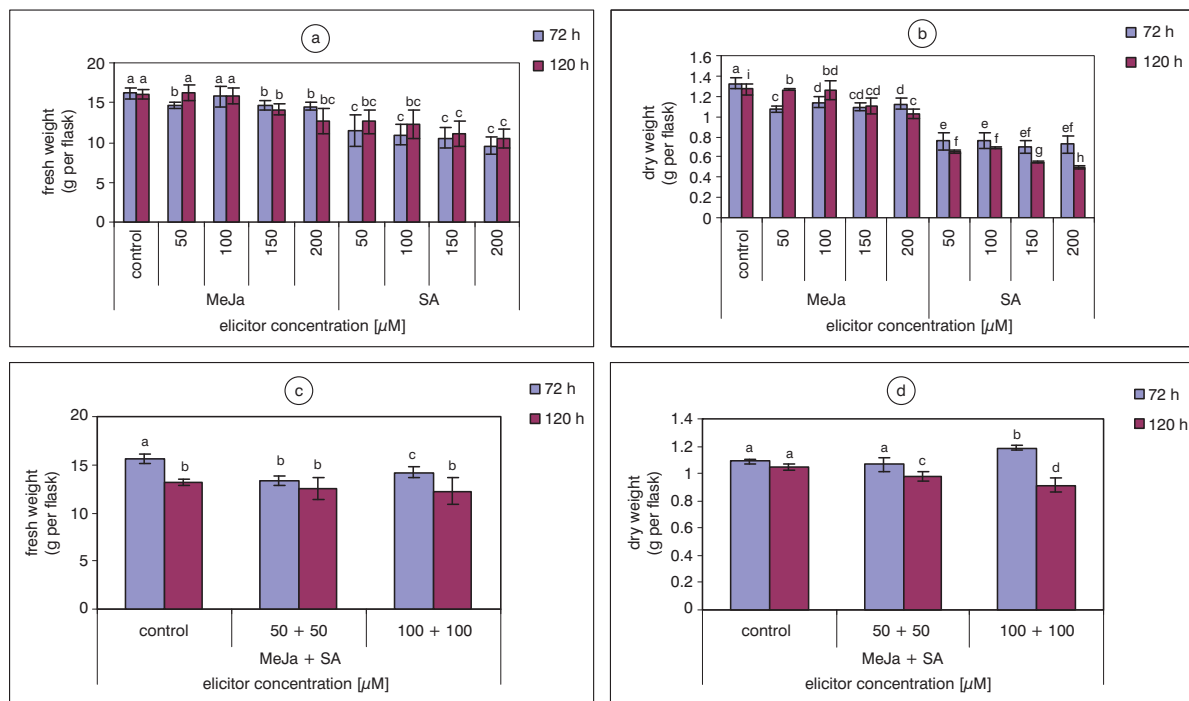 a
72 h
120 h
fresh weight
(g per flask)
20
15
10
5
0
a a b a a a b b b bc c bc c bc c c c c
control 50 100 150 200 50 100 150 200
MeJa SA
elicitor concentration [µM]
b
72 h
120 h
dry weight
(g per flask)
1.6
1.4
1.2
1
0.8
0.6
0.4
0.2
0
a i c b d bd cd cd d c e f e f ef g ef h
control 50 100 150 200 50 100 150 200
MeJa SA
elicitor concentration [µM]
c
72 h
120 h
fresh weight
(g per flask)
20
15
10
5
0
a b b b c b
control 50 + 50 100 + 100
MeJa + SA
elicitor concentration [µM]
d
72 h
120 h
dry weight
(g per flask)
1.4
1.2
1
0.8
0.6
0.4
0.2
0
a a a c b d
control 50 + 50 100 + 100
MeJa + SA
elicitor concentration [µM]